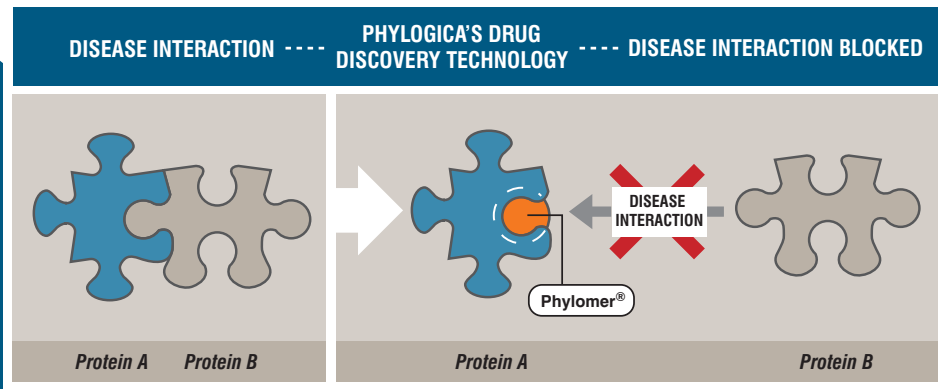 DISEASE INTERACTION ---- PHYLOGICA'S DRUG DISCOVERY TECHNOLOGY ---- DISEASE INTERACTION BLOCKED
DISEASE
INTERACTION
Phylomer®
Protein A Protein B
Protein A
Protein B